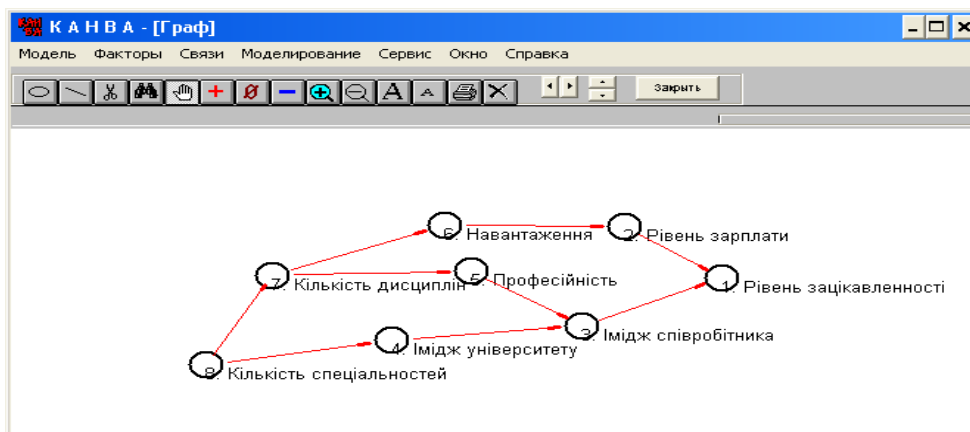 К А Н В А - [Граф]
Модель Факторы Связи Моделирование Сервис Окно Справка
А А Закрыть
6. Навантаження
2. Рівень зарплати
7. Кількість дисциплін
5. Професійність
1. Рівень зацікавленності
3. Імідж співробітника
4. Імідж університету
8. Кількість спеціальностей